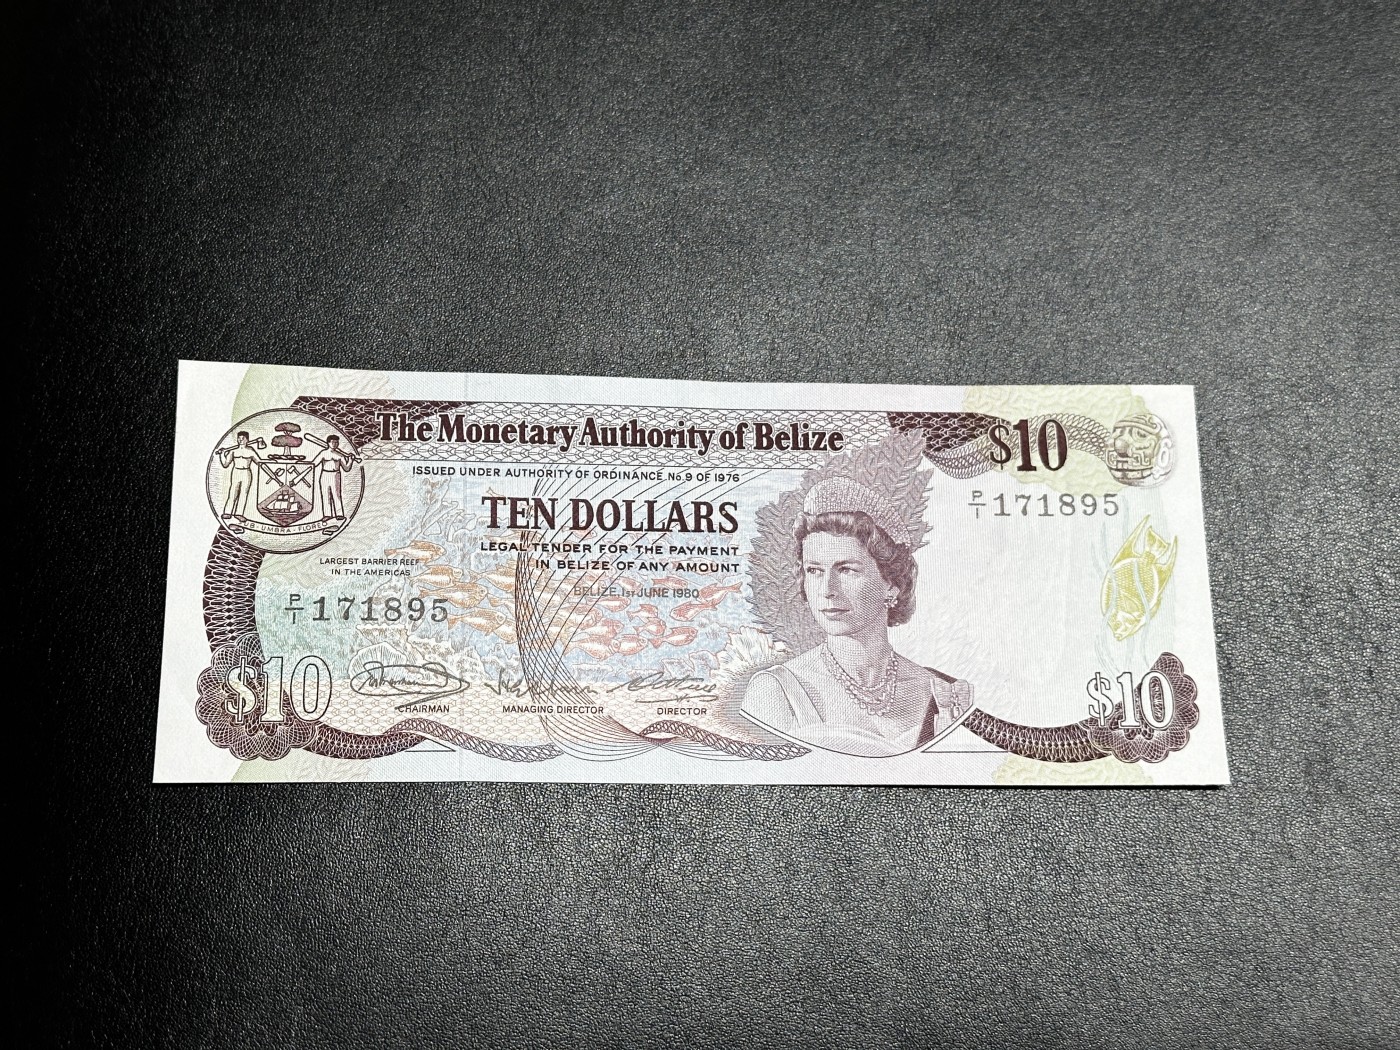 The Monetary Authority of Belize
$10
ISSUED UNDER AUTHORITY OF ORDINANCE No. 9 OF 1976
TEN DOLLARS
P/1 171895
LEGAL TENDER FOR THE PAYMENT
IN BELIZE OF ANY AMOUNT
SUB · UMBRA · FLOREO
LARGEST BARRIER REEF
IN THE AMERICAS
BELIZE, 1ST JUNE 1980
P/1 171895
$10
CHAIRMAN
MANAGING DIRECTOR
DIRECTOR
$10